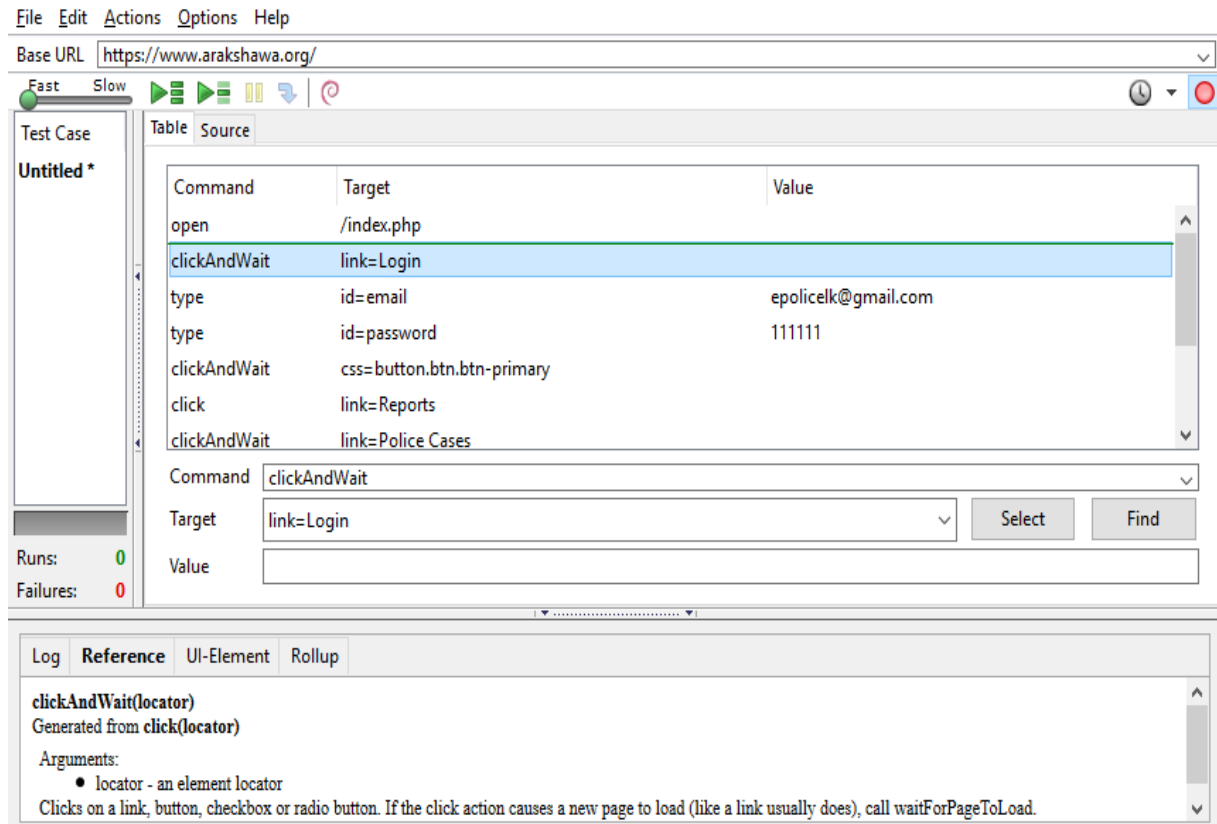 File Edit Actions Options Help
Base URL https://www.arakshawa.org/
Fast Slow
Test Case
Untitled *
Table Source
Command Target Value
open /index.php
clickAndWait link=Login
type id=email epolicelk@gmail.com
type id=password 111111
clickAndWait css=button.btn.btn-primary
click link=Reports
clickAndWait link=Police Cases
Command clickAndWait
Target link=Login Select Find
Value
Runs: 0
Failures: 0
Log Reference UI-Element Rollup
clickAndWait(locator)
Generated from click(locator)
Arguments:
• locator - an element locator
Clicks on a link, button, checkbox or radio button. If the click action causes a new page to load (like a link usually does), call waitForPageToLoad.